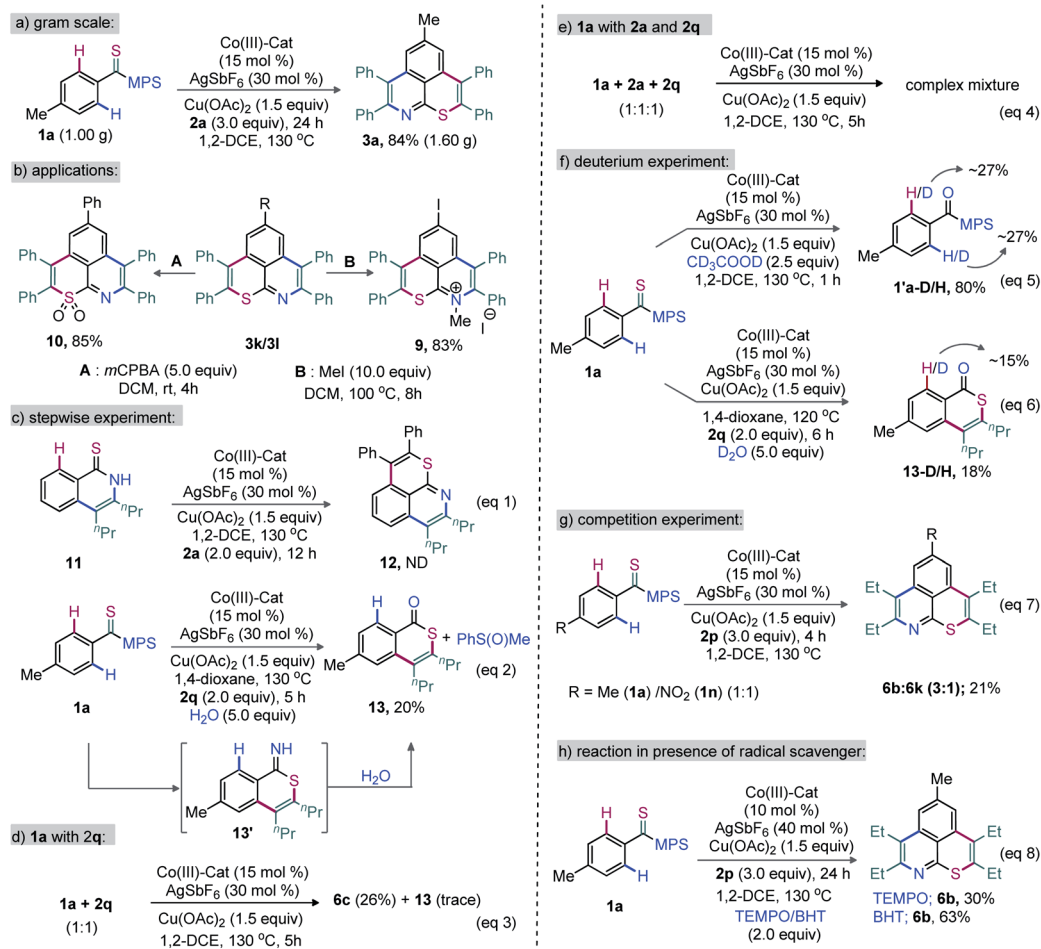 a) gram scale:
H
S
MPS
H
Me
1a (1.00 g)
Co(III)-Cat
(15 mol %)
AgSbF6 (30 mol %)
Cu(OAc)2 (1.5 equiv)
2a (3.0 equiv), 24 h
1,2-DCE, 130 °C
Me
Ph
Ph
Ph
N
S
Ph
3a, 84% (1.60 g)
b) applications:
Ph
Ph
Ph
Ph
S
N
Ph
O O
10, 85%
A
R
Ph
Ph
Ph
S
N
Ph
3k/3l
B
I
Ph
Ph
Ph
S
N
+
Ph
Me
I⊖
9, 83%
A : mCPBA (5.0 equiv)
DCM, rt, 4h
B : MeI (10.0 equiv)
DCM, 100 °C, 8h
c) stepwise experiment:
H
S
NH
nPr
nPr
11
Co(III)-Cat
(15 mol %)
AgSbF6 (30 mol %)
Cu(OAc)2 (1.5 equiv)
1,2-DCE, 130 °C
2a (2.0 equiv), 12 h
Ph
Ph
S
N
nPr
nPr
12, ND
(eq 1)
H
S
MPS
H
Me
1a
Co(III)-Cat
(15 mol %)
AgSbF6 (30 mol %)
Cu(OAc)2 (1.5 equiv)
1,4-dioxane, 130 °C
2q (2.0 equiv), 5 h
H2O (5.0 equiv)
H
O
S
Me
nPr
nPr
13, 20%
+ PhS(O)Me
(eq 2)
H
NH
S
Me
nPr
nPr
13'
H2O
d) 1a with 2q:
1a + 2q
(1:1)
Co(III)-Cat (15 mol %)
AgSbF6 (30 mol %)
Cu(OAc)2 (1.5 equiv)
1,2-DCE, 130 °C, 5h
6c (26%) + 13 (trace)
(eq 3)
e) 1a with 2a and 2q
1a + 2a + 2q
(1:1:1)
Co(III)-Cat (15 mol %)
AgSbF6 (30 mol %)
Cu(OAc)2 (1.5 equiv)
1,2-DCE, 130 °C, 5h
complex mixture
(eq 4)
f) deuterium experiment:
H
S
MPS
H
Me
1a
Co(III)-Cat
(15 mol %)
AgSbF6 (30 mol %)
Cu(OAc)2 (1.5 equiv)
CD3COOD (2.5 equiv)
1,2-DCE, 130 °C, 1 h
~27%
H/D
O
MPS
~27%
H/D
Me
(eq 5)
1'a-D/H, 80%
Co(III)-Cat
(15 mol %)
AgSbF6 (30 mol %)
Cu(OAc)2 (1.5 equiv)
1,4-dioxane, 120 °C
2q (2.0 equiv), 6 h
D2O (5.0 equiv)
~15%
H/D
O
S
(eq 6)
Me
nPr
nPr
13-D/H, 18%
g) competition experiment:
H
S
MPS
H
R
Co(III)-Cat
(15 mol %)
AgSbF6 (30 mol %)
Cu(OAc)2 (1.5 equiv)
2p (3.0 equiv), 4 h
1,2-DCE, 130 °C
R
Et
Et
Et
N
S
Et
(eq 7)
R = Me (1a) /NO2 (1n) (1:1)
6b:6k (3:1); 21%
h) reaction in presence of radical scavenger:
H
S
MPS
H
Me
1a
Co(III)-Cat
(10 mol %)
AgSbF6 (40 mol %)
Cu(OAc)2 (1.5 equiv)
2p (3.0 equiv), 24 h
1,2-DCE, 130 °C
TEMPO/BHT
(2.0 equiv)
Me
Et
Et
Et
N
S
Et
(eq 8)
TEMPO; 6b, 30%
BHT; 6b, 63%